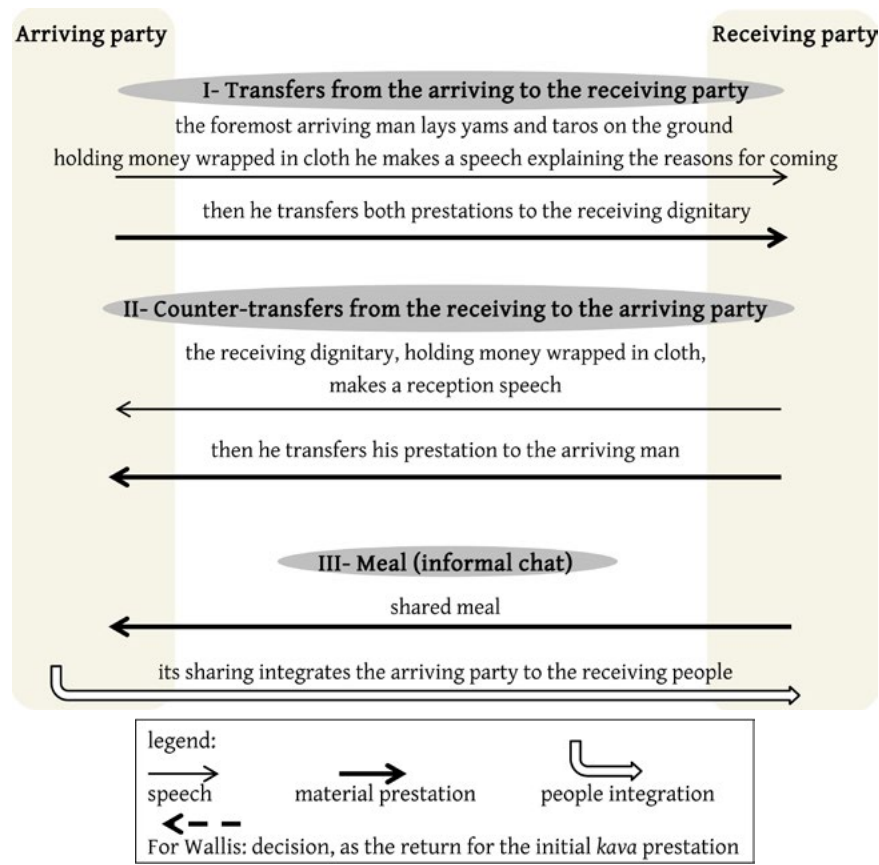 Arriving party
Receiving party
I- Transfers from the arriving to the receiving party
the foremost arriving man lays yams and taros on the ground
holding money wrapped in cloth he makes a speech explaining the reasons for coming
then he transfers both prestations to the receiving dignitary
II- Counter-transfers from the receiving to the arriving party
the receiving dignitary, holding money wrapped in cloth,
makes a reception speech
then he transfers his prestation to the arriving man
III- Meal (informal chat)
shared meal
its sharing integrates the arriving party to the receiving people
legend:
speech
material prestation
people integration
For Wallis: decision, as the return for the initial kava prestation